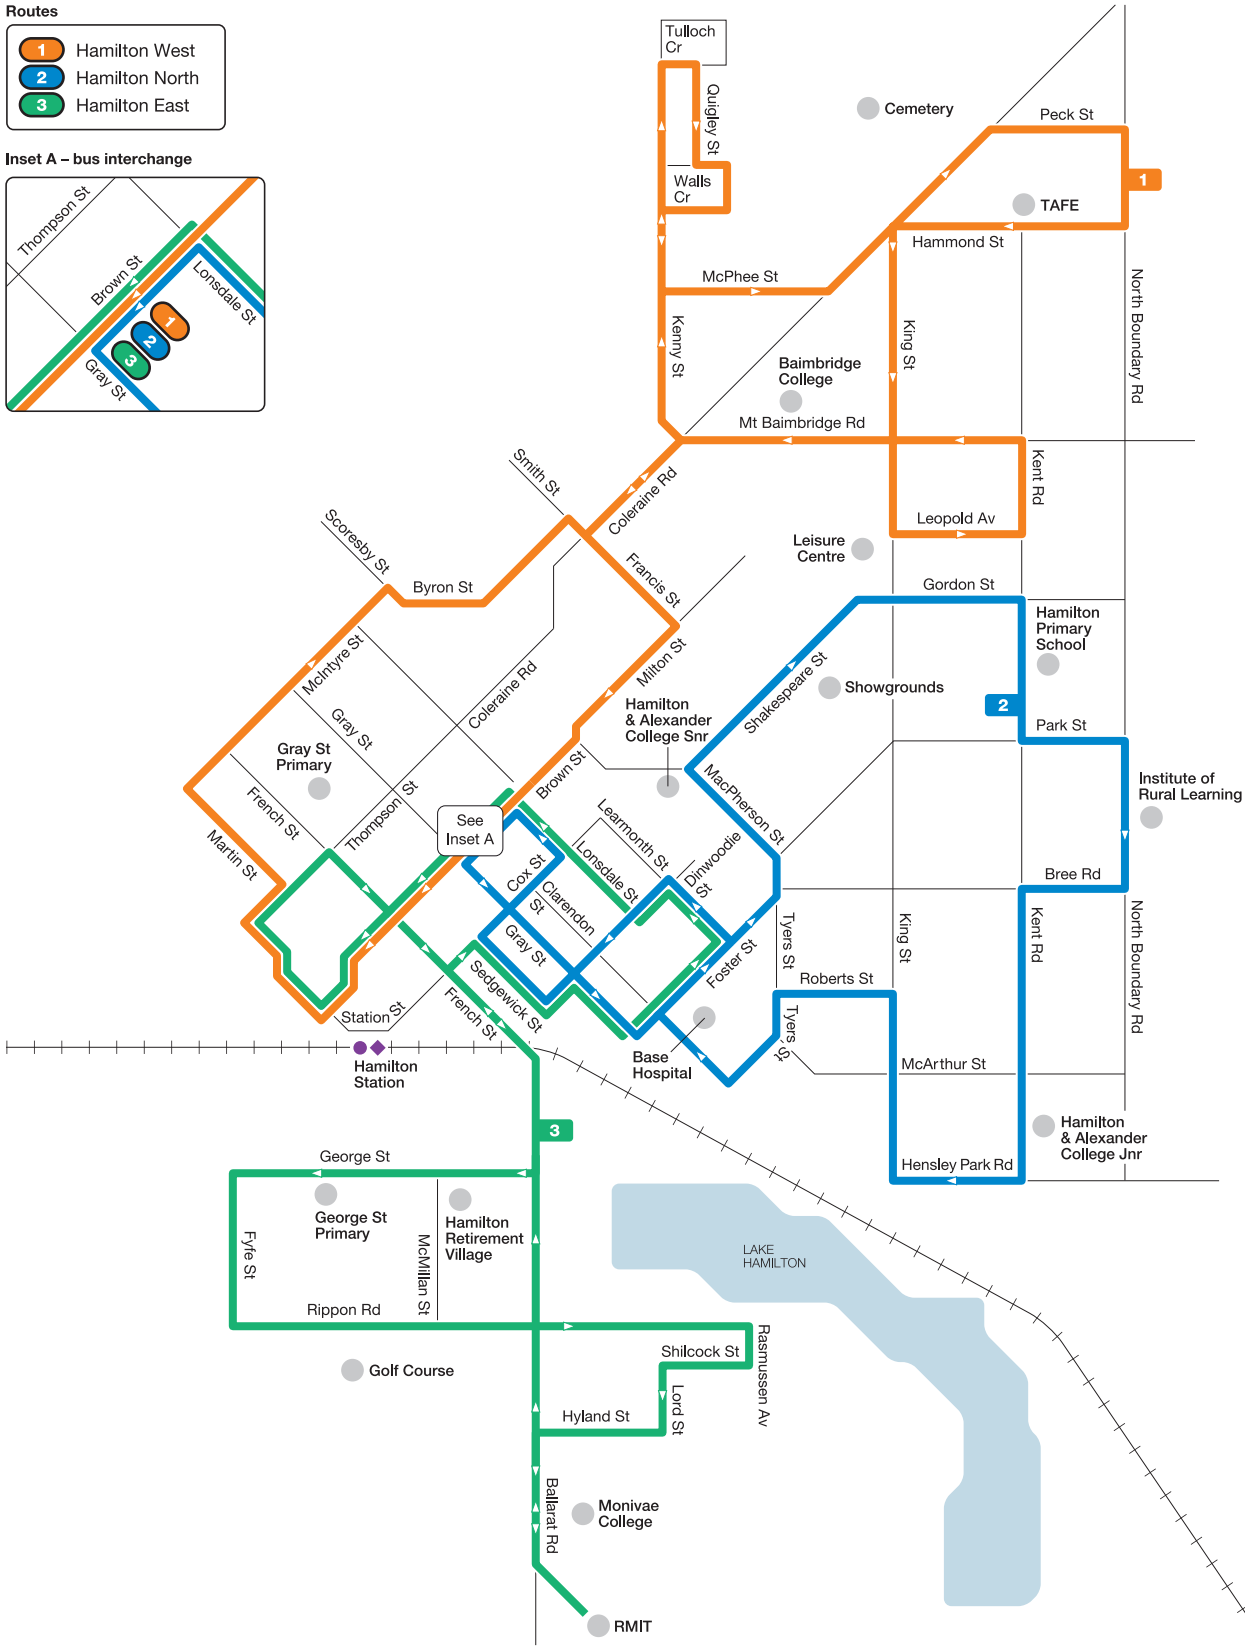 Routes
1 Hamilton West
2 Hamilton North
3 Hamilton East
Inset A – bus interchange
Thompson St
Brown St
Lonsdale St
1
2
3
Gray St
Tulloch
Cr
Quigley St
Walls
Cr
Cemetery
Peck St
1
TAFE
Hammond St
McPhee St
North Boundary Rd
Kenny St
King St
Baimbridge
College
Mt Baimbridge Rd
Kent Rd
Smith St
Coleraine Rd
Leopold Av
Scoresby St
Leisure
Centre
Byron St
Francis St
Gordon St
Hamilton
Primary
School
McIntyre St
Milton St
Shakespeare St
Showgrounds
Coleraine Rd
Hamilton
& Alexander
College Snr
2
Park St
Gray St
Gray St
Primary
Brown St
MacPherson St
Institute of
Rural Learning
French St
Thompson St
See
Inset A
Learmonth St
Dinwoodie
St
Martin St
Cox St
Lonsdale St
Clarendon
St
Bree Rd
Tyers St
King St
Kent Rd
North Boundary Rd
Gray St
Foster St
Sedgewick St
Roberts St
French St
Station St
Tyers St
Base
Hospital
Hamilton
Station
McArthur St
3
Hamilton
& Alexander
College Jnr
George St
Hensley Park Rd
George St
Primary
Hamilton
Retirement
Village
Fyfe St
McMillan St
LAKE
HAMILTON
Rippon Rd
Shilcock St
Rasmussen Av
Golf Course
Lord St
Hyland St
Ballarat Rd
Monivae
College
RMIT